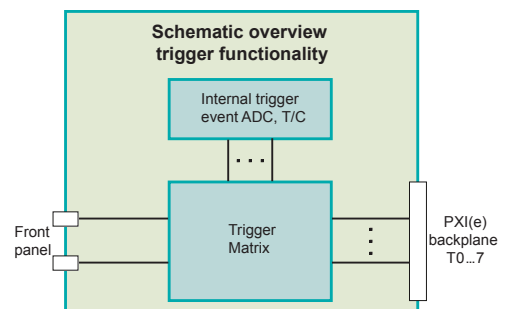 Schematic overview
trigger functionality
Internal trigger
event ADC, T/C
Front
panel
Trigger
Matrix
PXI(e)
backplane
T0...7